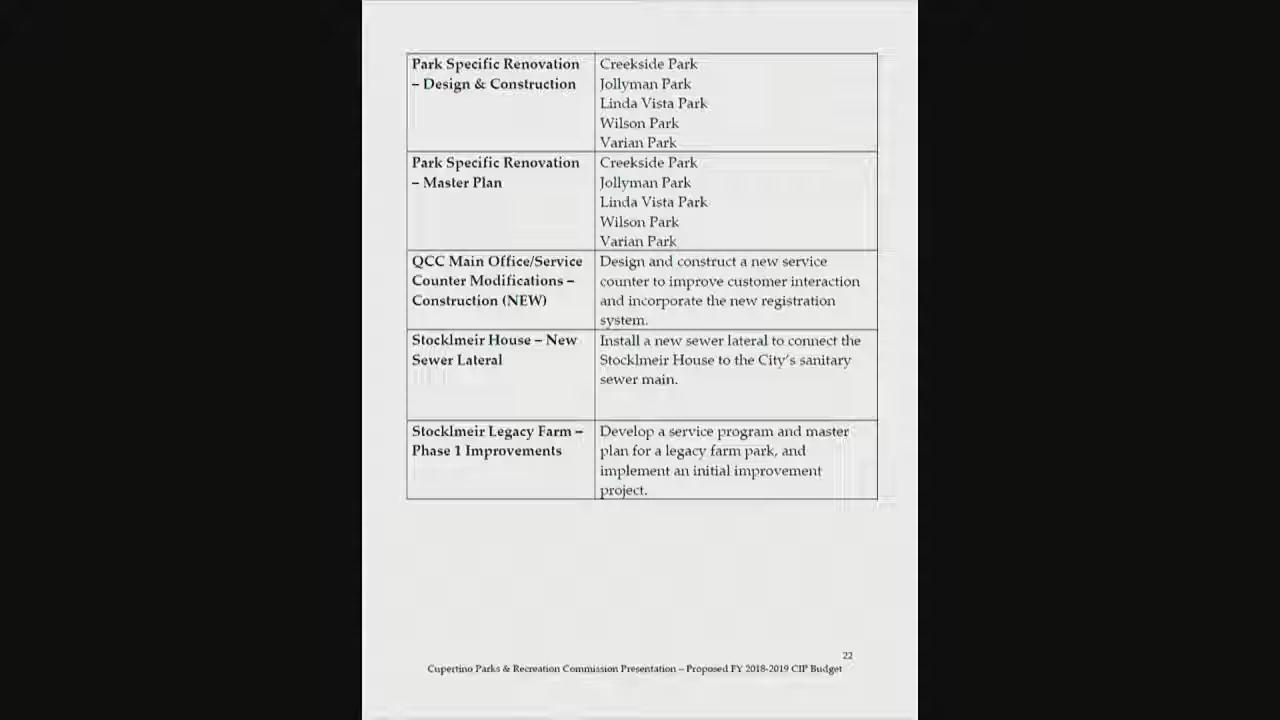 Park Specific Renovation
– Design & Construction
Creekside Park
Jollyman Park
Linda Vista Park
Wilson Park
Varian Park
Park Specific Renovation
– Master Plan
Creekside Park
Jollyman Park
Linda Vista Park
Wilson Park
Varian Park
QCC Main Office/Service
Counter Modifications –
Construction (NEW)
Design and construct a new service
counter to improve customer interaction
and incorporate the new registration
system.
Stocklmeir House – New
Sewer Lateral
Install a new sewer lateral to connect the
Stocklmeir House to the City's sanitary
sewer main.
Stocklmeir Legacy Farm –
Phase 1 Improvements
Develop a service program and master
plan for a legacy farm park, and
implement an initial improvement
project.
22
Cupertino Parks & Recreation Commission Presentation – Proposed FY 2018-2019 CIP Budget